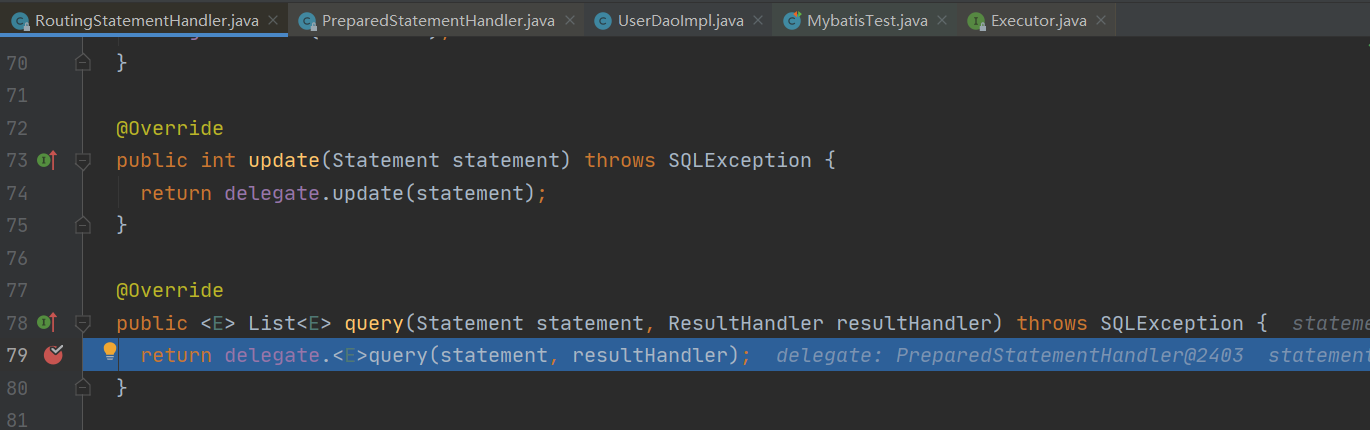 RoutingStatementHandler.java PreparedStatementHandler.java UserDaoImpl.java MybatisTest.java Executor.java
70 }
71
72 @Override
73 public int update(Statement statement) throws SQLException {
74 return delegate.update(statement);
75 }
76
77 @Override
78 public <E> List<E> query(Statement statement, ResultHandler resultHandler) throws SQLException { stateme
79 return delegate.<E>query(statement, resultHandler); delegate: PreparedStatementHandler@2403 statement
80 }
81